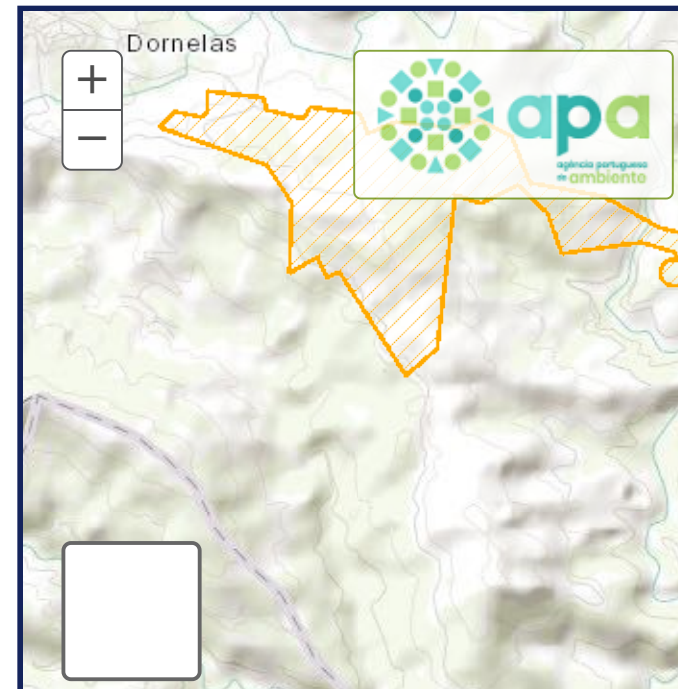 Dornelas
+
−
apa
agência portuguesa
do ambiente